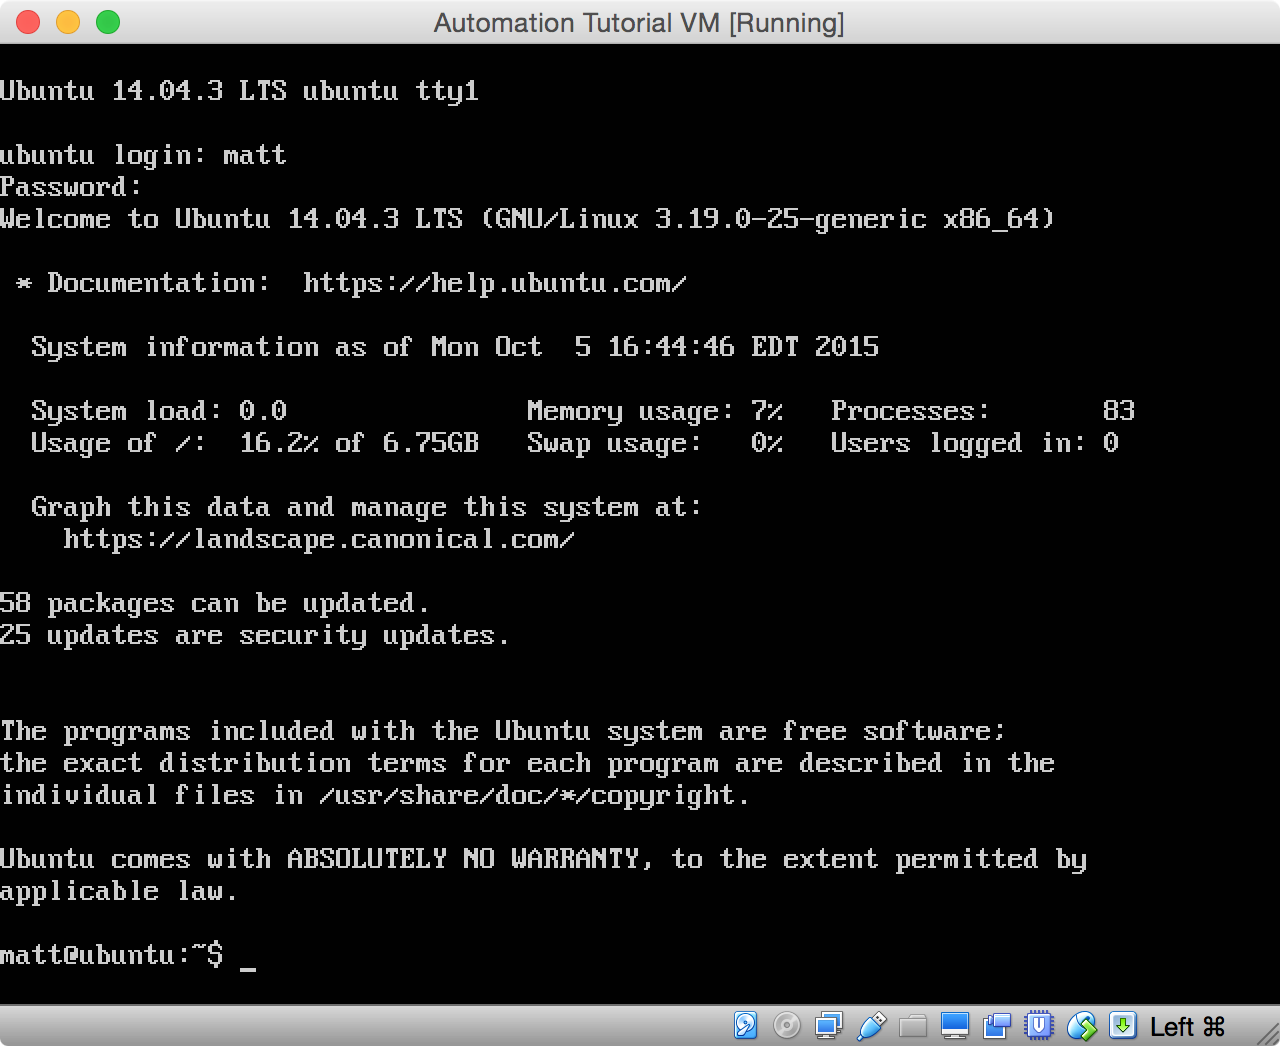 Automation Tutorial VM [Running]
Ubuntu 14.04.3 LTS ubuntu tty1
ubuntu login: matt
Password:
Welcome to Ubuntu 14.04.3 LTS (GNU/Linux 3.19.0-25-generic x86_64)
* Documentation:  https://help.ubuntu.com/
System information as of Mon Oct  5 16:44:46 EDT 2015
System load: 0.0               Memory usage: 7%   Processes:       83
Usage of /:  16.2% of 6.75GB   Swap usage:   0%   Users logged in: 0
Graph this data and manage this system at:
https://landscape.canonical.com/
58 packages can be updated.
25 updates are security updates.
The programs included with the Ubuntu system are free software;
the exact distribution terms for each program are described in the
individual files in /usr/share/doc/*/copyright.
Ubuntu comes with ABSOLUTELY NO WARRANTY, to the extent permitted by
applicable law.
matt@ubuntu:~$ _
Left ⌘